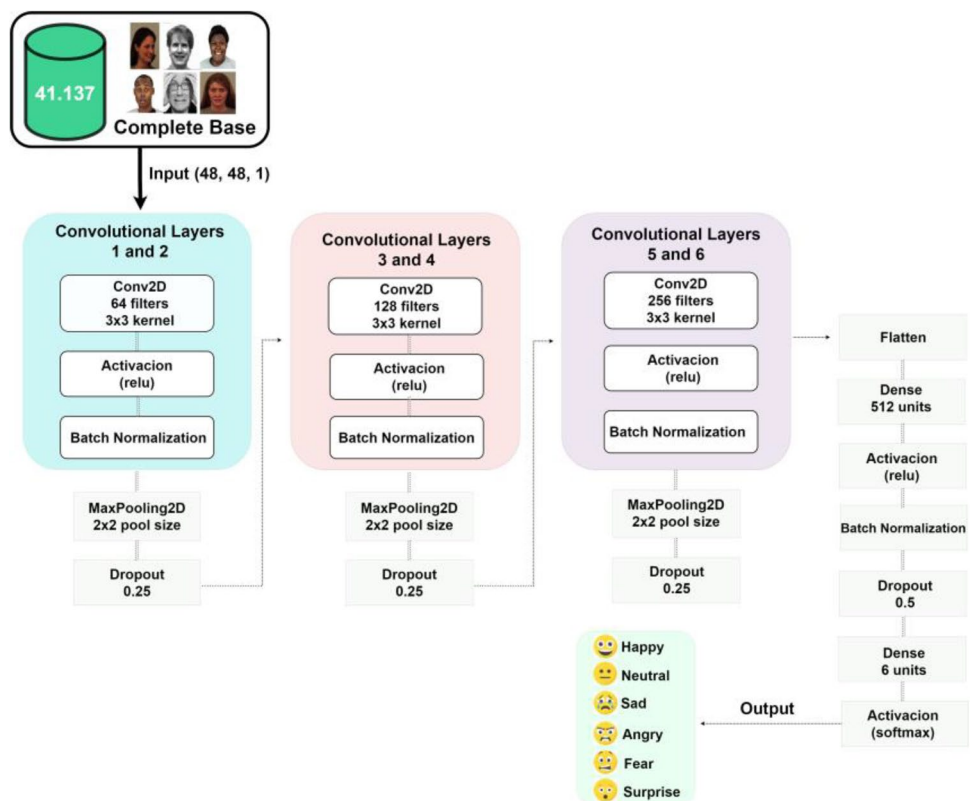 41.137
Complete Base
Input (48, 48, 1)
Convolutional Layers
1 and 2
Conv2D
64 filters
3x3 kernel
Activacion
(relu)
Batch Normalization
MaxPooling2D
2x2 pool size
Dropout
0.25
Convolutional Layers
3 and 4
Conv2D
128 filters
3x3 kernel
Activacion
(relu)
Batch Normalization
MaxPooling2D
2x2 pool size
Dropout
0.25
Convolutional Layers
5 and 6
Conv2D
256 filters
3x3 kernel
Activacion
(relu)
Batch Normalization
MaxPooling2D
2x2 pool size
Dropout
0.25
Flatten
Dense
512 units
Activacion
(relu)
Batch Normalization
Dropout
0.5
Dense
6 units
Activacion
(softmax)
Output
Happy
Neutral
Sad
Angry
Fear
Surprise